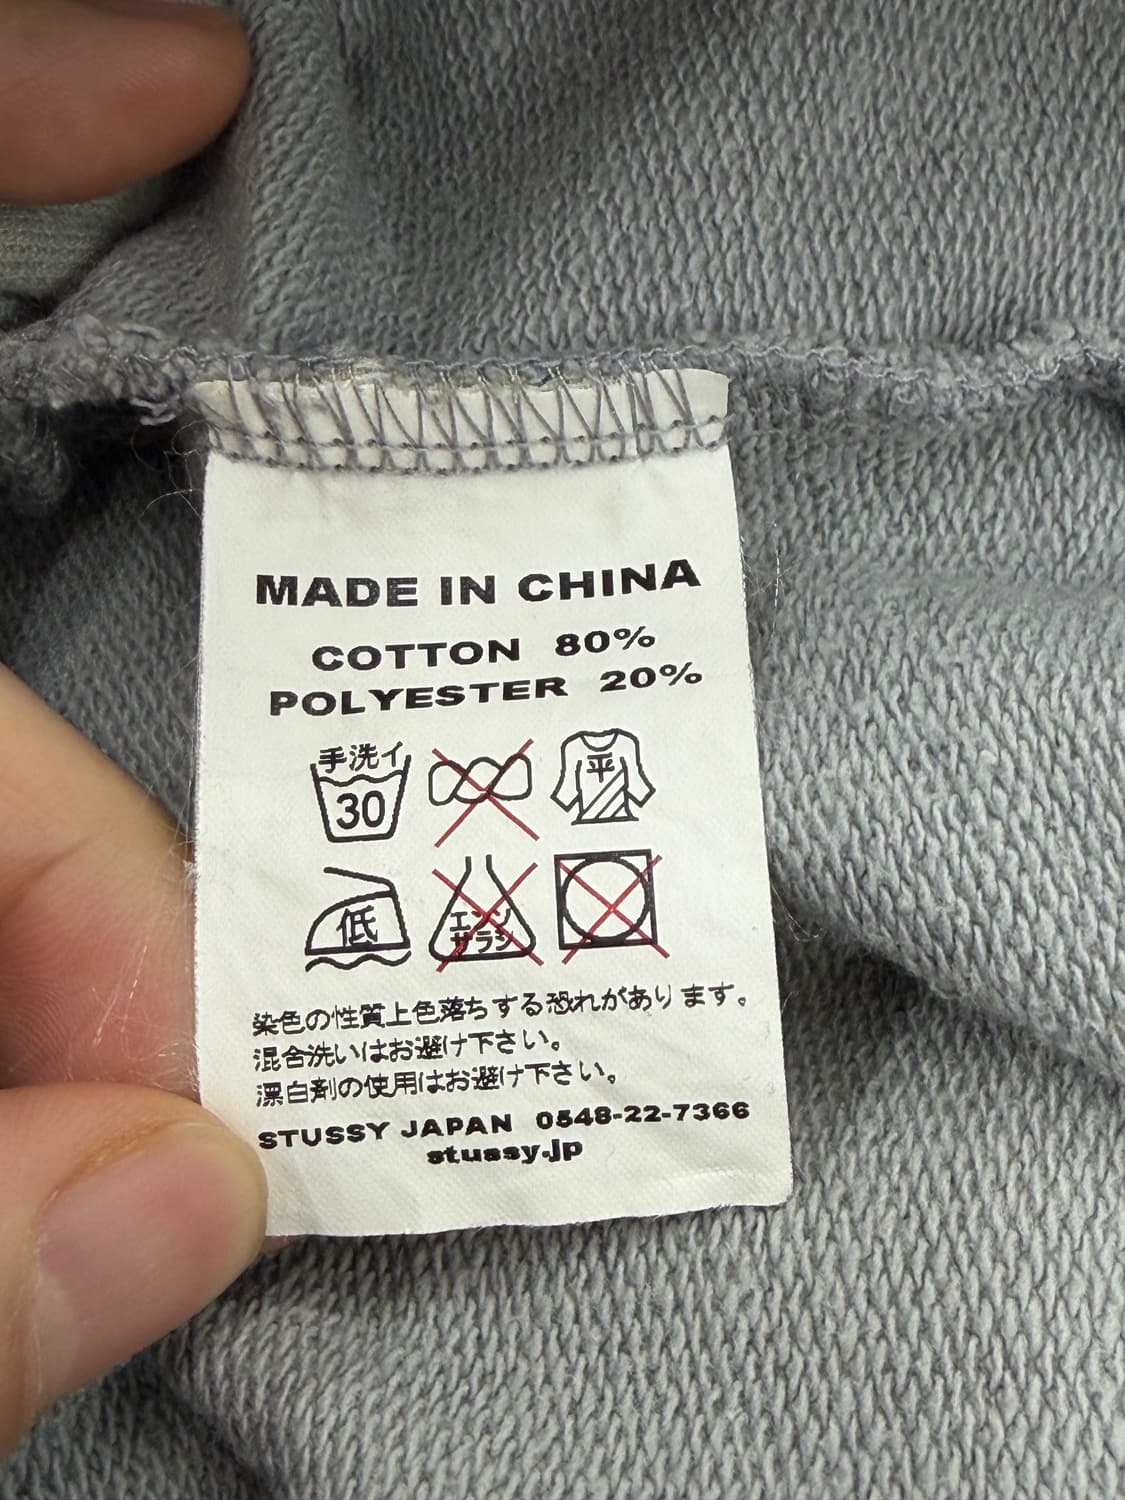 MADE IN CHINA
COTTON 80%
POLYESTER 20%
手洗イ
30
平
低
エンソ
サラシ
染色の性質上色落ちする恐れがあります。
混合洗いはお避け下さい。
漂白剤の使用はお避け下さい。
STUSSY JAPAN 0548-22-7366
stussy.jp